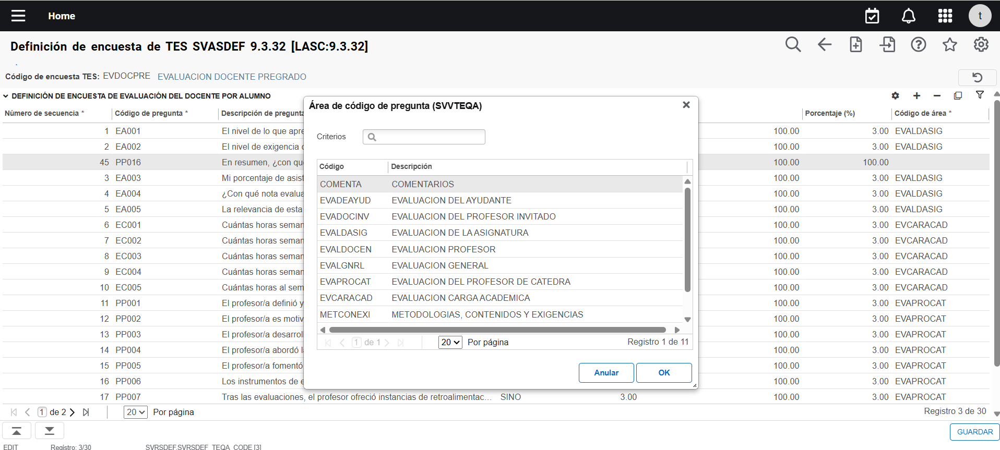 Home
t
Definición de encuesta de TES SVASDEF 9.3.32 [LASC:9.3.32]
Código de encuesta TES: EVDOCPRE EVALUACION DOCENTE PREGRADO
DEFINICIÓN DE ENCUESTA DE EVALUACIÓN DEL DOCENTE POR ALUMNO
Número de secuencia * Código de pregunta * Descripción de pregunta Porcentaje (%) Código de área *
1 EA001 El nivel de lo que apre 100.00 3.00 EVALDASIG
2 EA002 El nivel de exigencia 100.00 3.00 EVALDASIG
45 PP016 En resumen, ¿con qu 100.00 100.00
3 EA003 Mi porcentaje de asist 100.00 3.00 EVALDASIG
4 EA004 ¿Con qué nota evalua 100.00 3.00 EVALDASIG
5 EA005 La relevancia de esta 100.00 3.00 EVALDASIG
6 EC001 Cuántas horas seman 100.00 3.00 EVCARACAD
7 EC002 Cuántas horas seman 100.00 3.00 EVCARACAD
8 EC003 Cuántas horas seman 100.00 3.00 EVCARACAD
9 EC004 Cuántas horas seman 100.00 3.00 EVCARACAD
10 EC005 Cuántas horas al sem 100.00 3.00 EVCARACAD
11 PP001 El profesor/a definió y 100.00 3.00 EVAPROCAT
12 PP002 El profesor/a es motiv 100.00 3.00 EVAPROCAT
13 PP003 El profesor/a desarroll 100.00 3.00 EVAPROCAT
14 PP004 El profesor/a abordó 100.00 3.00 EVAPROCAT
15 PP005 El profesor/a fomentó 100.00 3.00 EVAPROCAT
16 PP006 Los instrumentos de e 100.00 3.00 EVAPROCAT
17 PP007 Tras las evaluaciones, el profesor ofreció instancias de retroalimentac... SINO 3.00 100.00 3.00 EVAPROCAT
Área de código de pregunta (SVVTEQA)
Criterios
Código Descripción
COMENTA COMENTARIOS
EVADEAYUD EVALUACION DEL AYUDANTE
EVADOCINV EVALUACION DEL PROFESOR INVITADO
EVALDASIG EVALUACION DE LA ASIGNATURA
EVALDOCEN EVALUACION PROFESOR
EVALGNRL EVALUACION GENERAL
EVAPROCAT EVALUACION DEL PROFESOR DE CATEDRA
EVCARACAD EVALUACION CARGA ACADEMICA
METCONEXI METODOLOGIAS, CONTENIDOS Y EXIGENCIAS
1 de 1 20 Por página Registro 1 de 11
Anular OK
1 de 2 20 Por página Registro 3 de 30
GUARDAR
EDIT Registro: 3/30 SVRSDEF.SVRSDEF_TEQA_CODE [3]